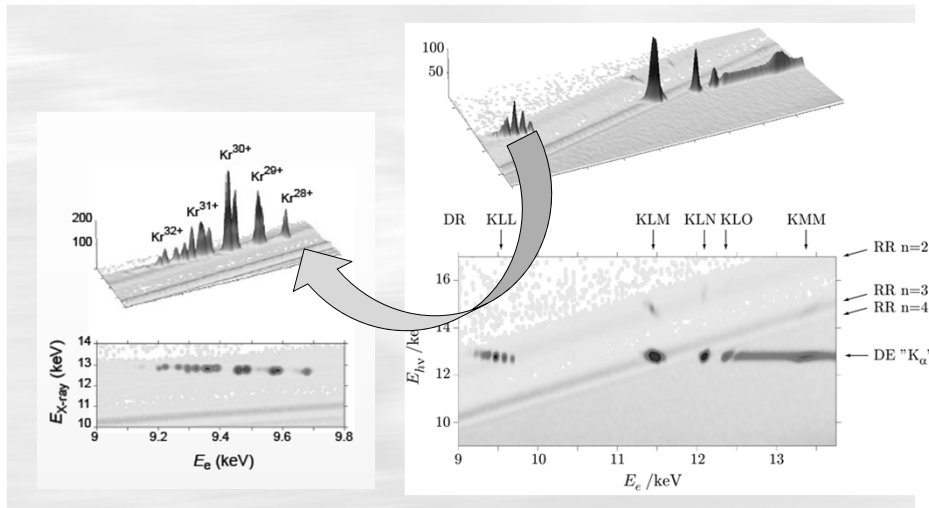 Kr30+
Kr29+
Kr31+
Kr28+
Kr32+
200
100
14
13
12
11
10
EX-ray (keV)
9 9.2 9.4 9.6 9.8
Ee (keV)
100
50
DR KLL KLM KLN KLO KMM
16
14
12
10
Ehν /ke
RR n=2
RR n=3
RR n=4
DE "Kα"
9 10 11 12 13
Ee /keV